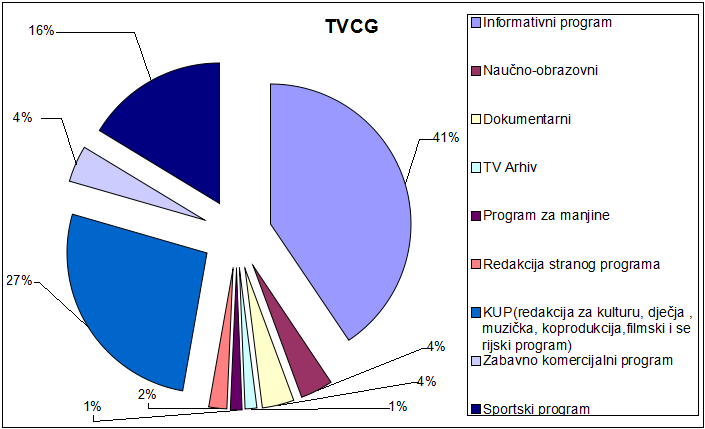 TVCG
16%
4%
27%
2%
1%
41%
4%
4%
1%
Informativni program
Naučno-obrazovni
Dokumentarni
TV Arhiv
Program za manjine
Redakcija stranog programa
KUP(redakcija za kulturu, dječja ,
muzička, koprodukcija,filmski i se
rijski program)
Zabavno komercijalni program
Sportski program